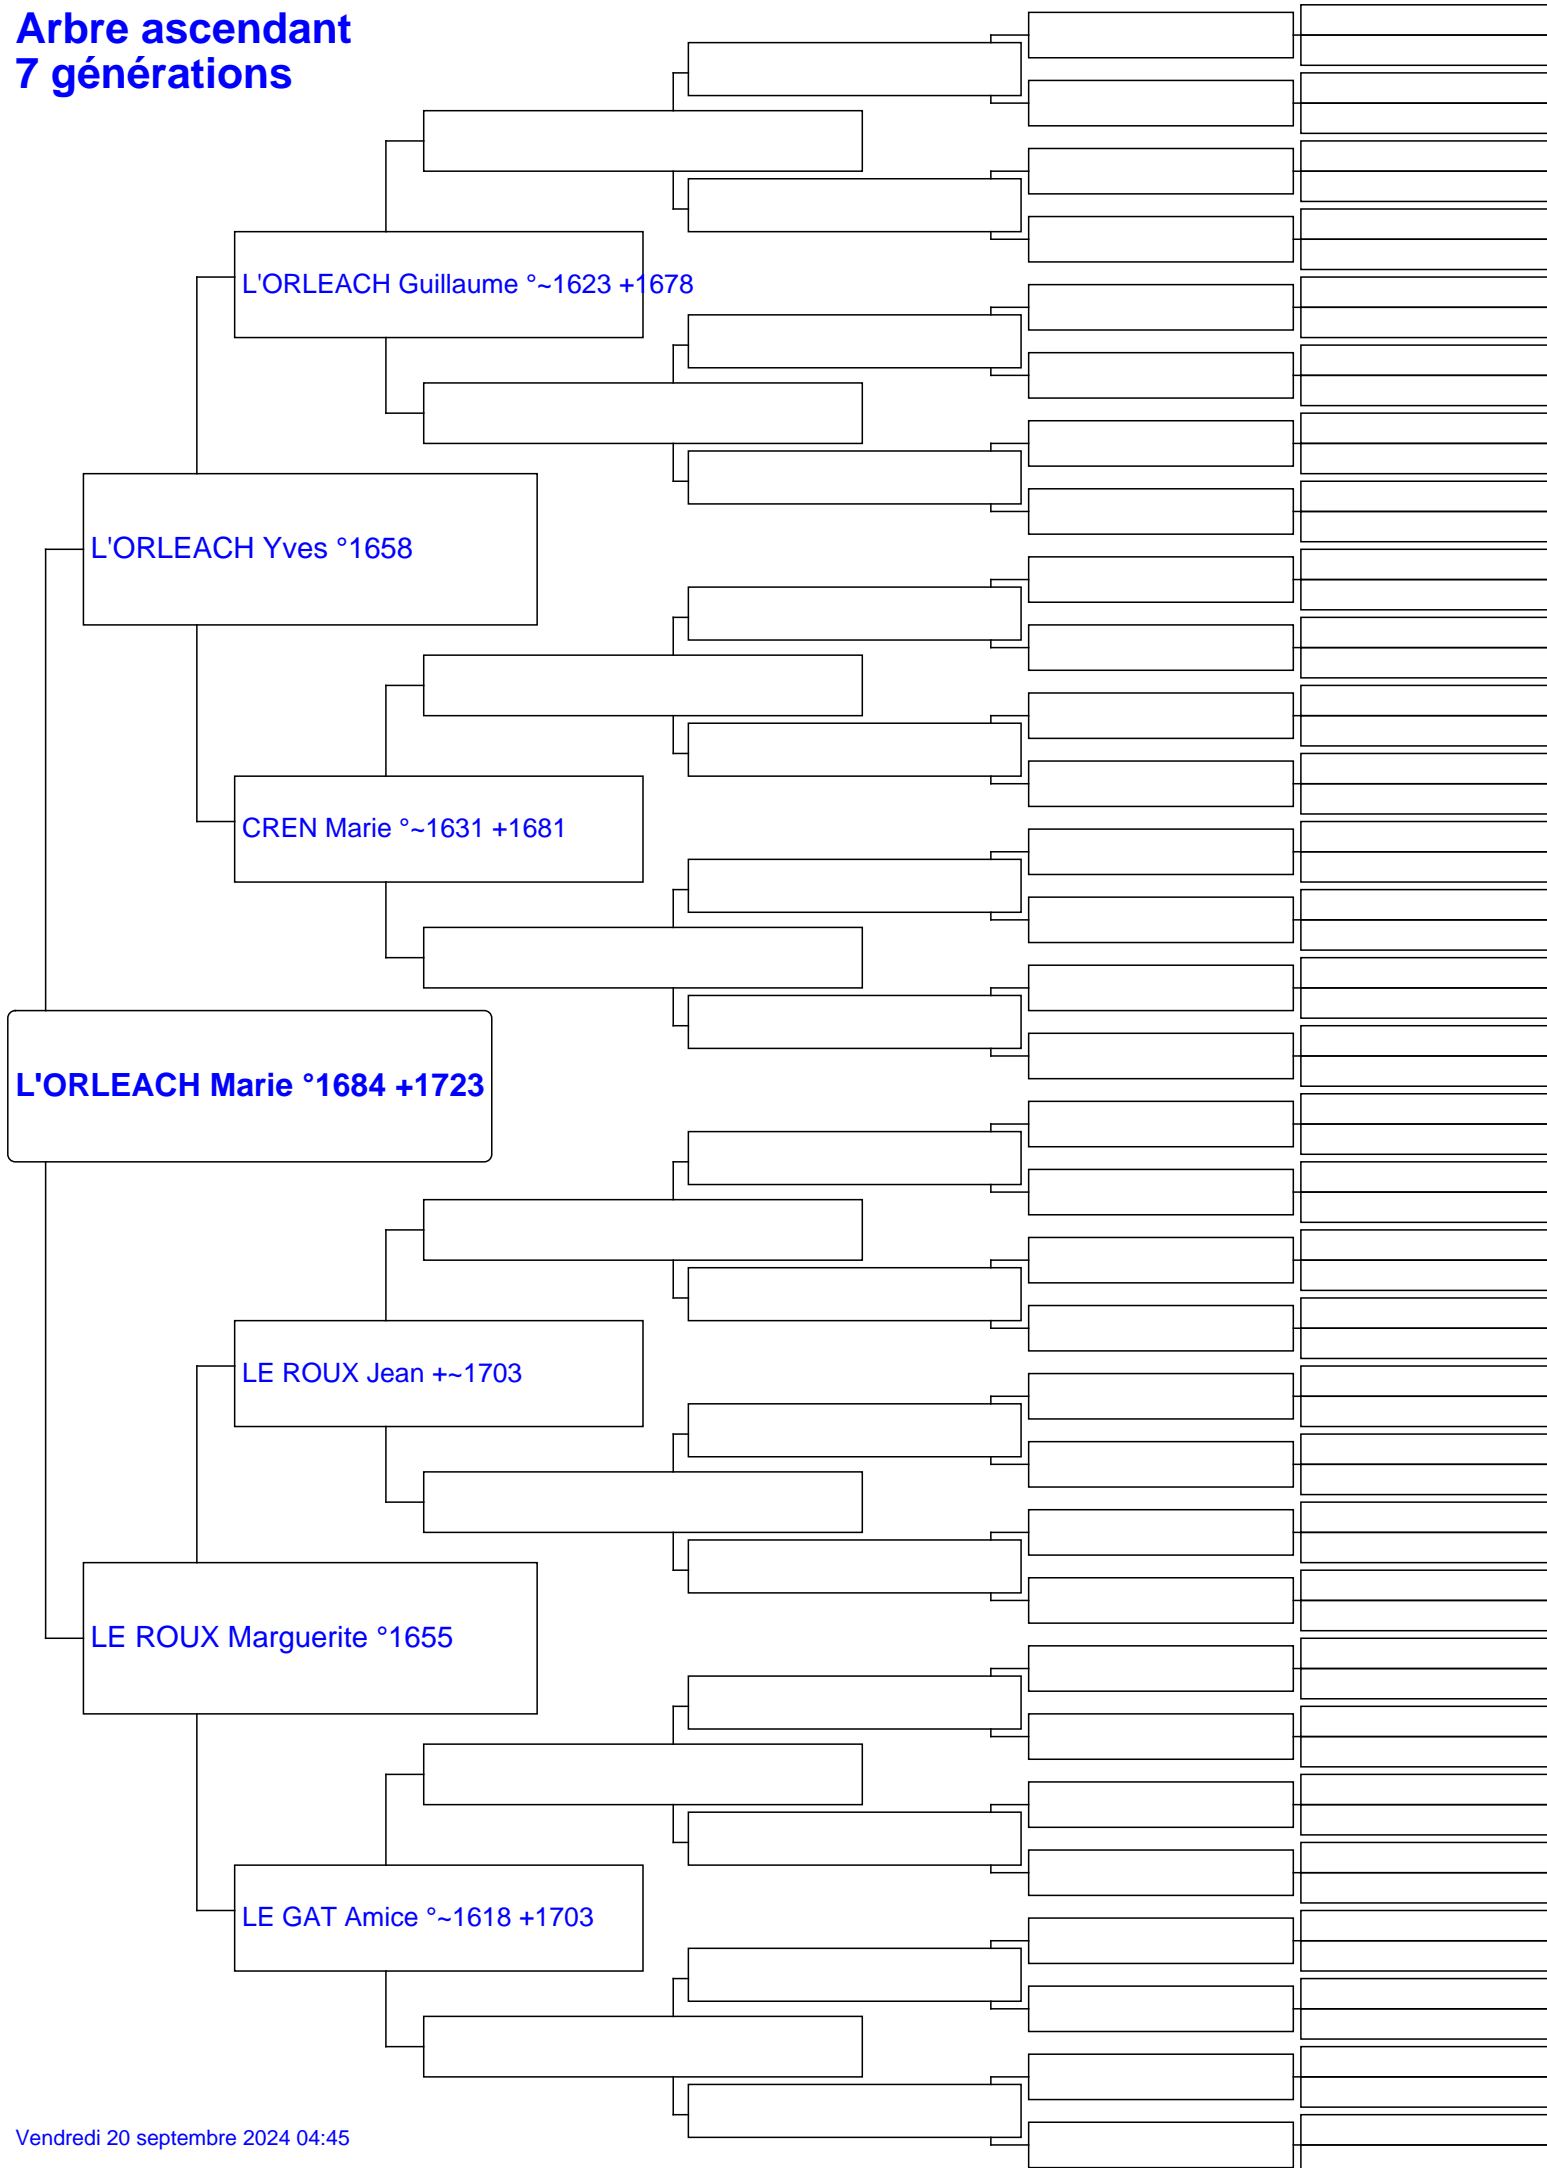 Arbre ascendant
7 générations
L'ORLEACH Guillaume °~1623 +1678
L'ORLEACH Yves °1658
CREN Marie °~1631 +1681
L'ORLEACH Marie °1684 +1723
LE ROUX Jean +~1703
LE ROUX Marguerite °1655
LE GAT Amice °~1618 +1703
Vendredi 20 septembre 2024 04:45